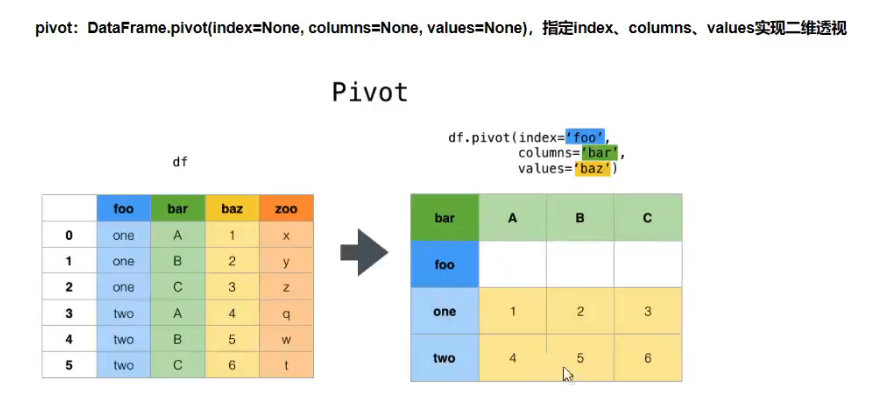 pivot：DataFrame.pivot(index=None, columns=None, values=None)，指定index、columns、values实现二维透视
Pivot
df
foo bar baz zoo
0 one A 1 x
1 one B 2 y
2 one C 3 z
3 two A 4 q
4 two B 5 w
5 two C 6 t
df.pivot(index='foo',
columns='bar',
values='baz')
bar A B C
foo
one 1 2 3
two 4 5 6